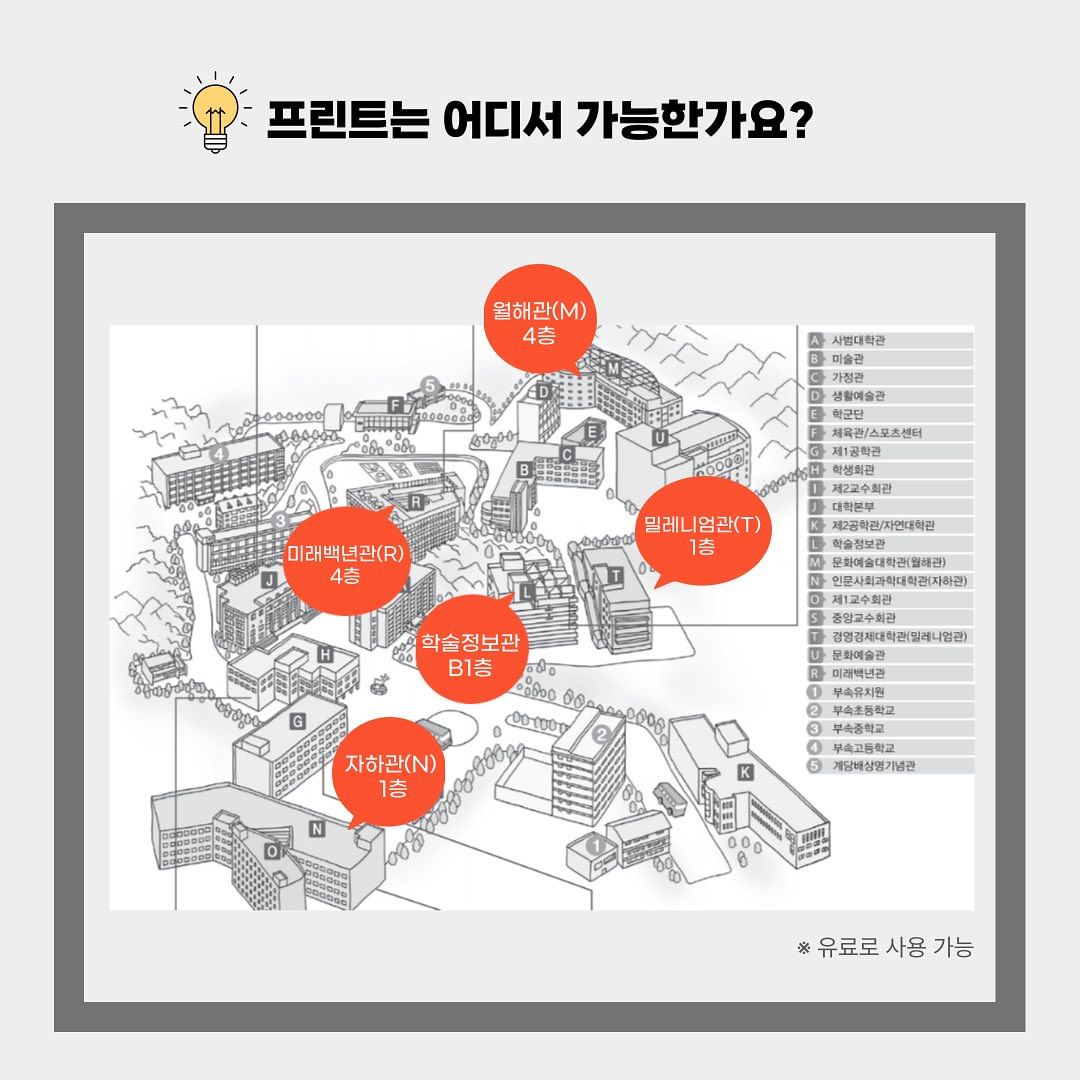 프린트는 어디서 가능한가요?
월해관(M)
4층
미래백년관(R)
4층
밀레니엄관(T)
1층
학술정보관
B1층
자하관(N)
1층
M
5
F
D
E
U
4
C
B
R
3
J
L
T
H
G
2
K
N
O
1
A 사범대학관
B 미술관
C 가정관
D 생활예술관
E 학군단
F 체육관/스포츠센터
G 제1공학관
H 학생회관
I 제2교수회관
J 대학본부
K 제2공학관/자연대학관
L 학술정보관
M 문화예술대학관(월해관)
N 인문사회과학대학관(자하관)
O 제1교수회관
S 중앙교수회관
T 경영경제대학관(밀레니엄관)
U 문화예술관
R 미래백년관
1 부속유치원
2 부속초등학교
3 부속중학교
4 부속고등학교
5 계당배상명기념관
※ 유료로 사용 가능